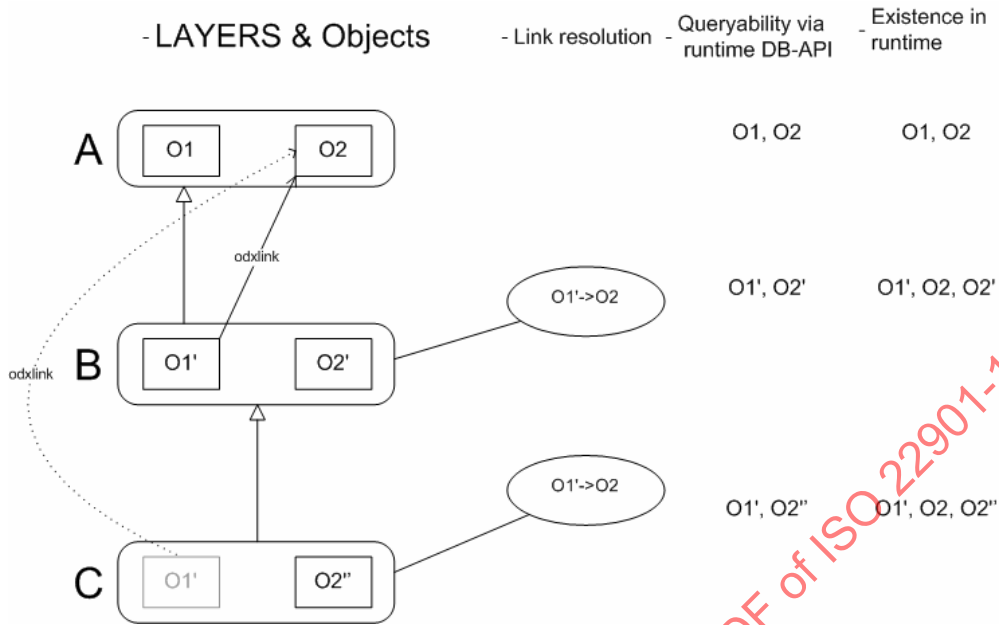 - LAYERS & Objects
- Link resolution
- Queryability via
runtime DB-API
- Existence in
runtime
A
O1
O2
O1, O2
O1, O2
odxlink
O1'->O2
O1', O2'
O1', O2, O2'
B
O1'
O2'
odxlink
O1'->O2
O1', O2''
O1', O2, O2''
C
O1'
O2''
DF of ISO 22901-1